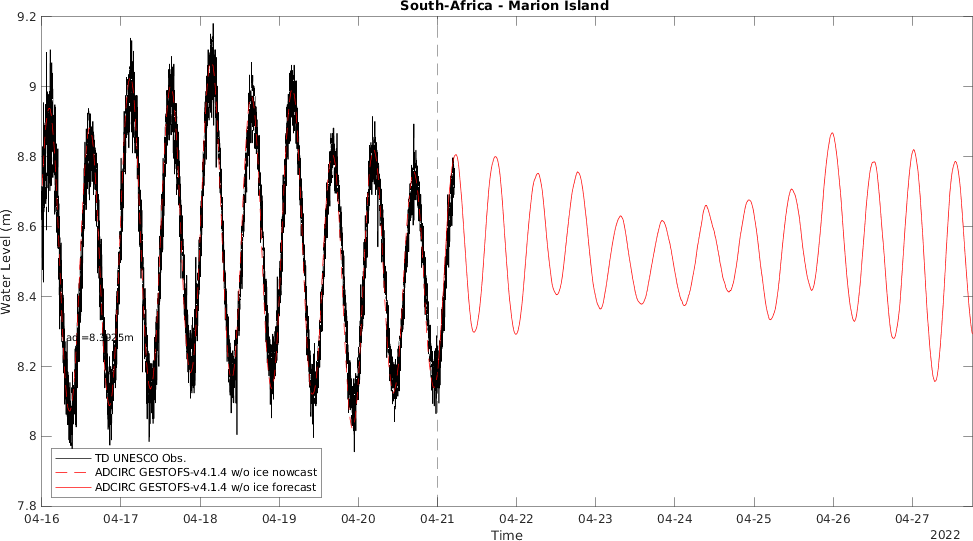 South-Africa - Marion Island
Water Level (m)
9.2
9
8.8
8.6
8.4
8.2
8
7.8
=8.3925m
TD UNESCO Obs.
ADCIRC GESTOFS-v4.1.4 w/o ice nowcast
ADCIRC GESTOFS-v4.1.4 w/o ice forecast
04-16 04-17 04-18 04-19 04-20 04-21 04-22 04-23 04-24 04-25 04-26 04-27
Time
2022